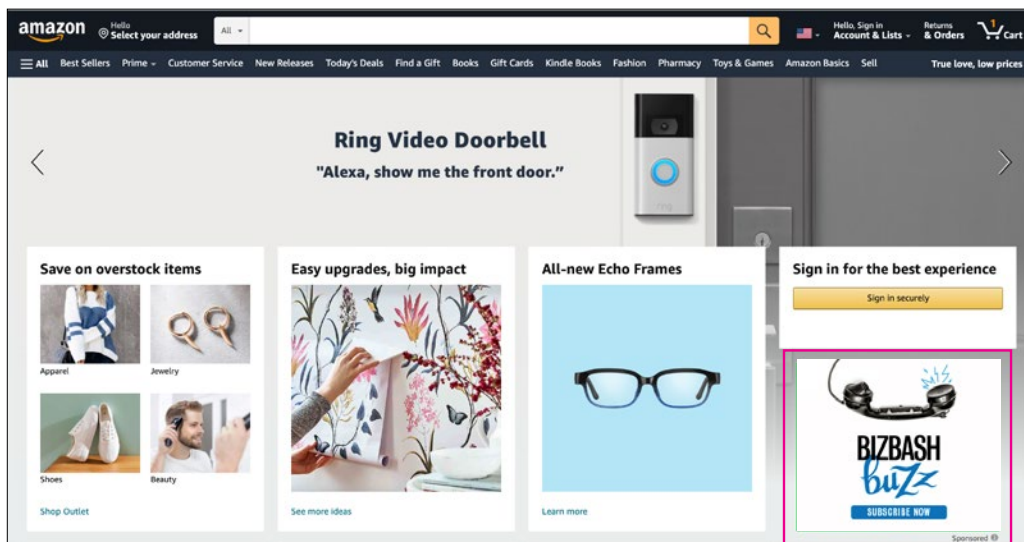 amazon
Hello
Select your address
All
Hello, Sign in
Account & Lists
Returns
& Orders
1
Cart
All Best Sellers Prime Customer Service New Releases Today's Deals Find a Gift Books Gift Cards Kindle Books Fashion Pharmacy Toys & Games Amazon Basics Sell True love, low prices
Ring Video Doorbell
"Alexa, show me the front door.”
ring
Save on overstock items
Apparel
Jewelry
Shoes
Beauty
Shop Outlet
Easy upgrades, big impact
See more ideas
All-new Echo Frames
Learn more
Sign in for the best experience
Sign in securely
BIZBASH
buzz
SUBSCRIBE NOW
Sponsored